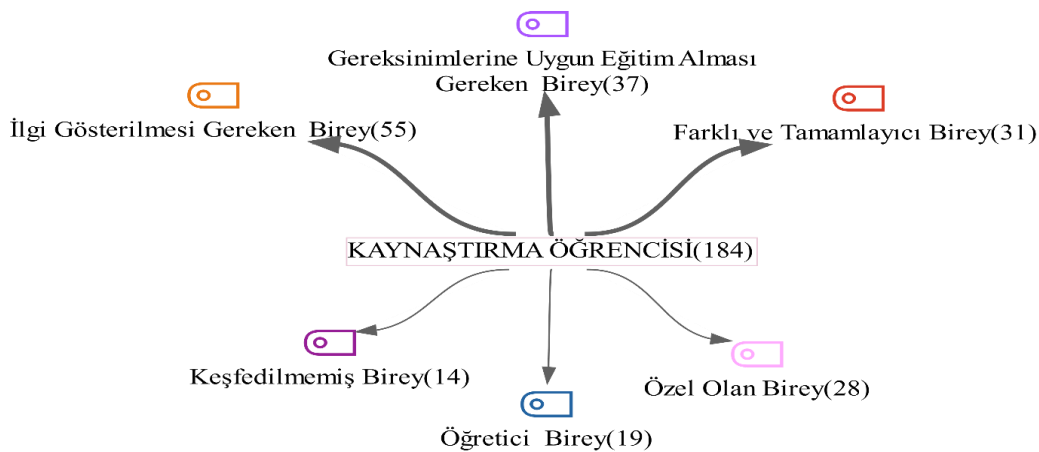 Gereksinimlerine Uygun Eğitim Alması
Gereken Birey(37)
İlgi Gösterilmesi Gereken Birey(55)
Farklı ve Tamamlayıcı Birey(31)
KAYNAŞTIRMA ÖĞRENCİSİ(184)
Keşfedilmemiş Birey(14)
Özel Olan Birey(28)
Öğretici Birey(19)